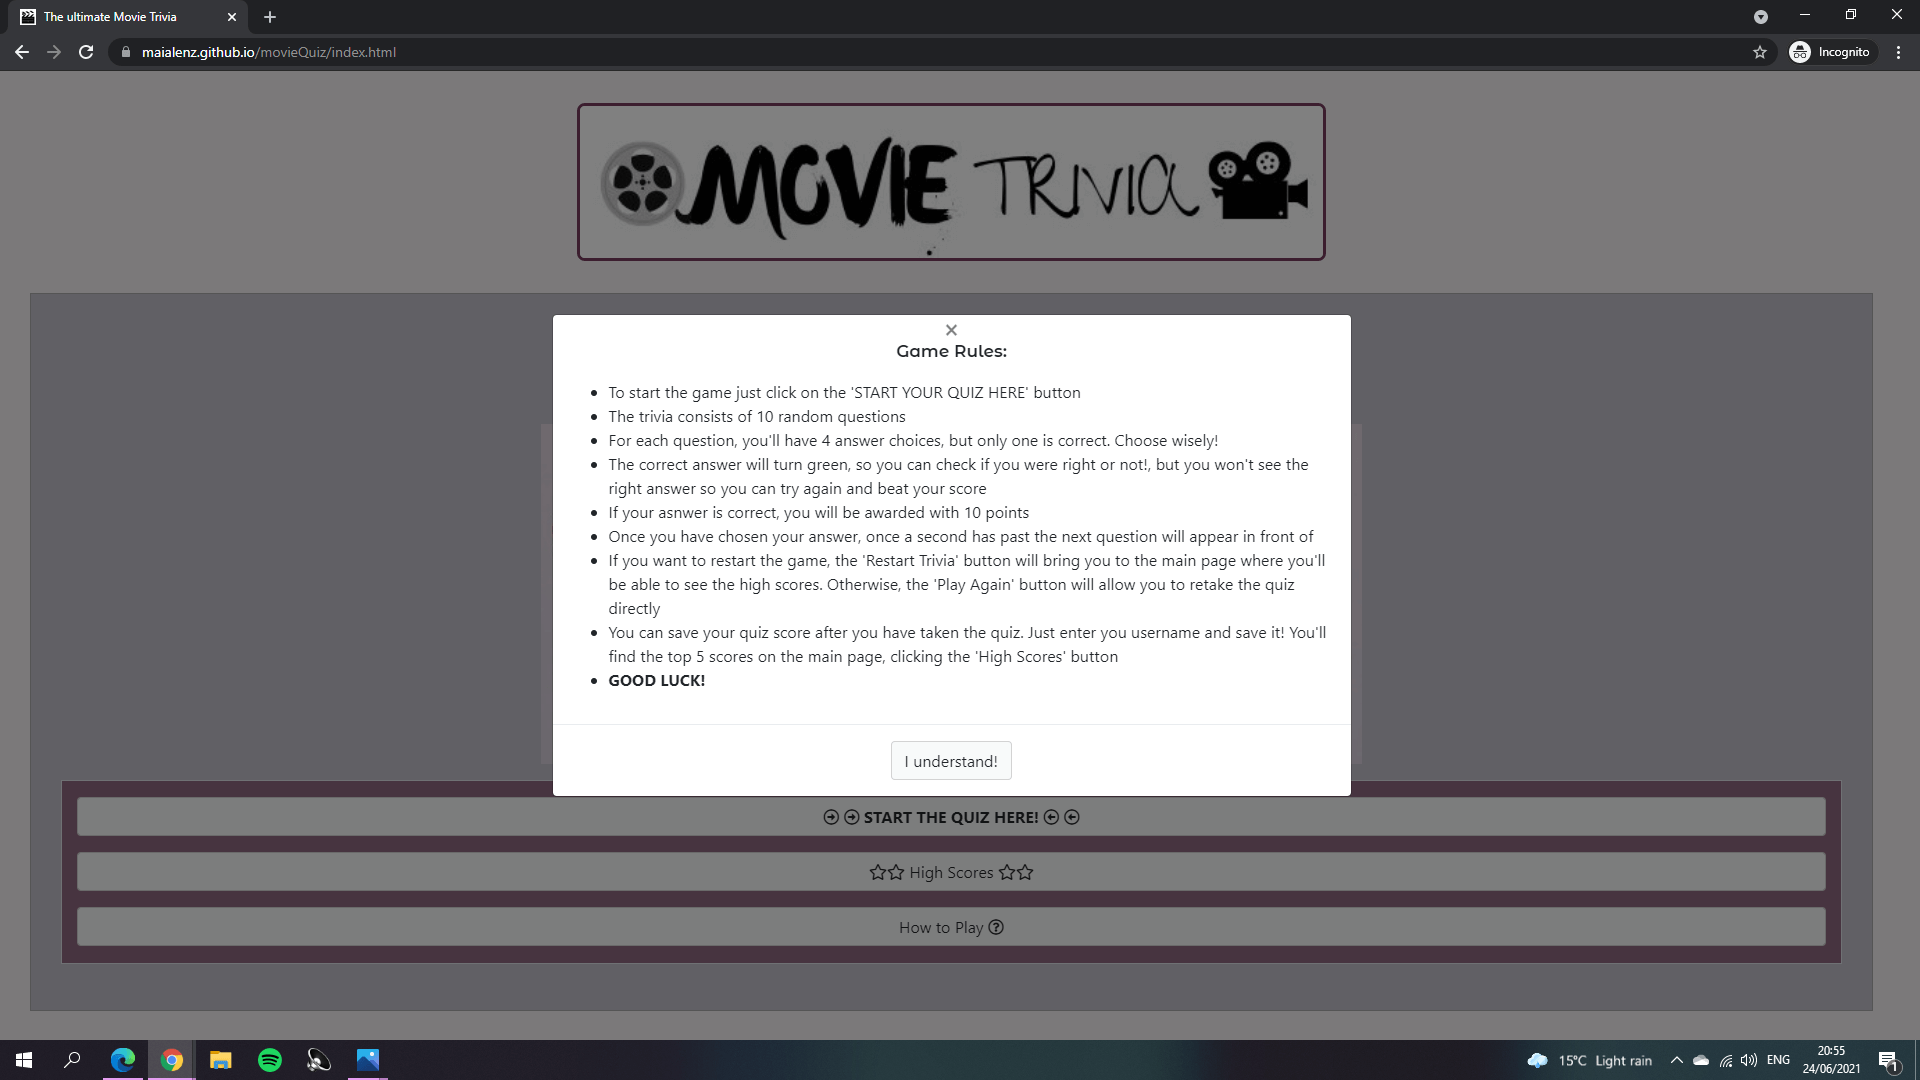 The ultimate Movie Trivia
maialenz.github.io/movieQuiz/index.html
Incognito
MOVIE TRIVIA
Game Rules:
To start the game just click on the 'START YOUR QUIZ HERE' button
The trivia consists of 10 random questions
For each question, you'll have 4 answer choices, but only one is correct. Choose wisely!
The correct answer will turn green, so you can check if you were right or not!, but you won't see the
right answer so you can try again and beat your score
If your asnwer is correct, you will be awarded with 10 points
Once you have chosen your answer, once a second has past the next question will appear in front of
If you want to restart the game, the 'Restart Trivia' button will bring you to the main page where you'll
be able to see the high scores. Otherwise, the 'Play Again' button will allow you to retake the quiz
directly
You can save your quiz score after you have taken the quiz. Just enter you username and save it! You'll
find the top 5 scores on the main page, clicking the 'High Scores' button
GOOD LUCK!
I understand!
START THE QUIZ HERE!
High Scores
How to Play
15°C Light rain
ENG
20:55
24/06/2021
1